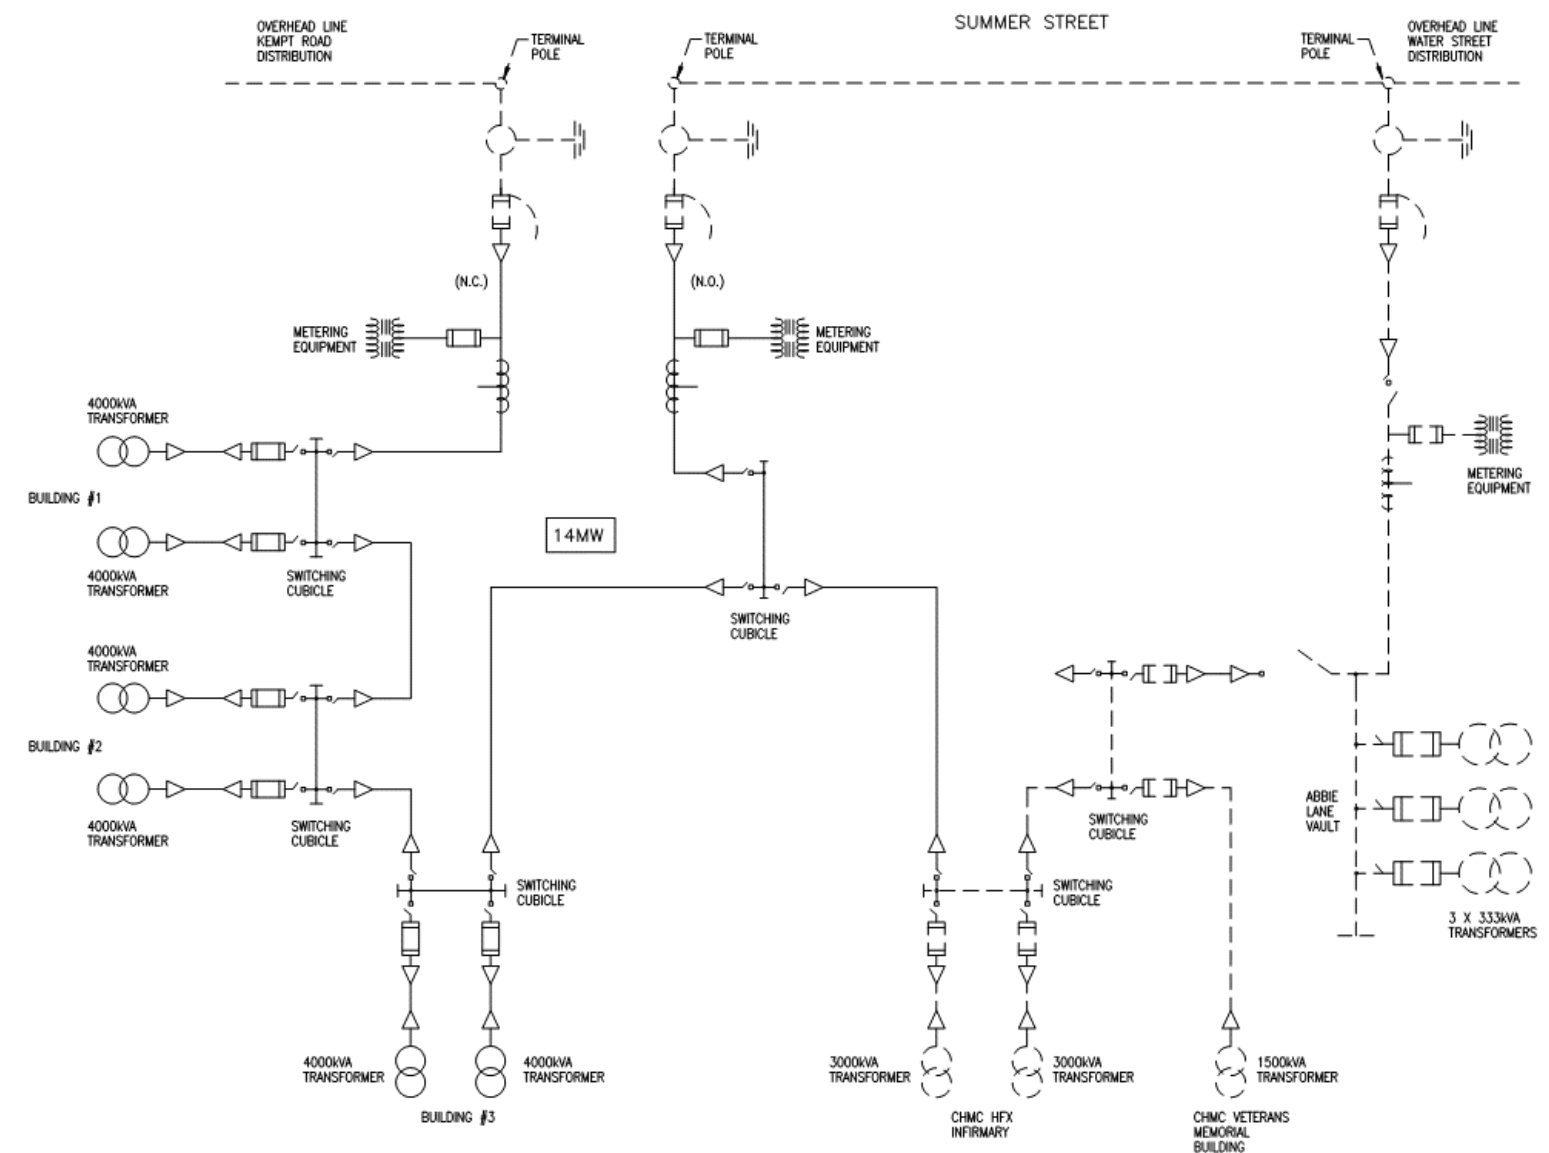 SUMMER STREET
OVERHEAD LINE
KEMPT ROAD
DISTRIBUTION
TERMINAL
POLE
TERMINAL
POLE
TERMINAL
POLE
OVERHEAD LINE
WATER STREET
DISTRIBUTION
(N.C.)
(N.O.)
METERING
EQUIPMENT
METERING
EQUIPMENT
4000kVA
TRANSFORMER
METERING
EQUIPMENT
BUILDING #1
14MW
4000kVA
TRANSFORMER
SWITCHING
CUBICLE
SWITCHING
CUBICLE
4000kVA
TRANSFORMER
BUILDING #2
4000kVA
TRANSFORMER
SWITCHING
CUBICLE
SWITCHING
CUBICLE
ABBIE
LANE
VAULT
SWITCHING
CUBICLE
SWITCHING
CUBICLE
3 X 333kVA
TRANSFORMERS
4000kVA
TRANSFORMER
4000kVA
TRANSFORMER
3000kVA
TRANSFORMER
3000kVA
TRANSFORMER
1500kVA
TRANSFORMER
BUILDING #3
CHMC HFX
INFIRMARY
CHMC VETERANS
MEMORIAL
BUILDING